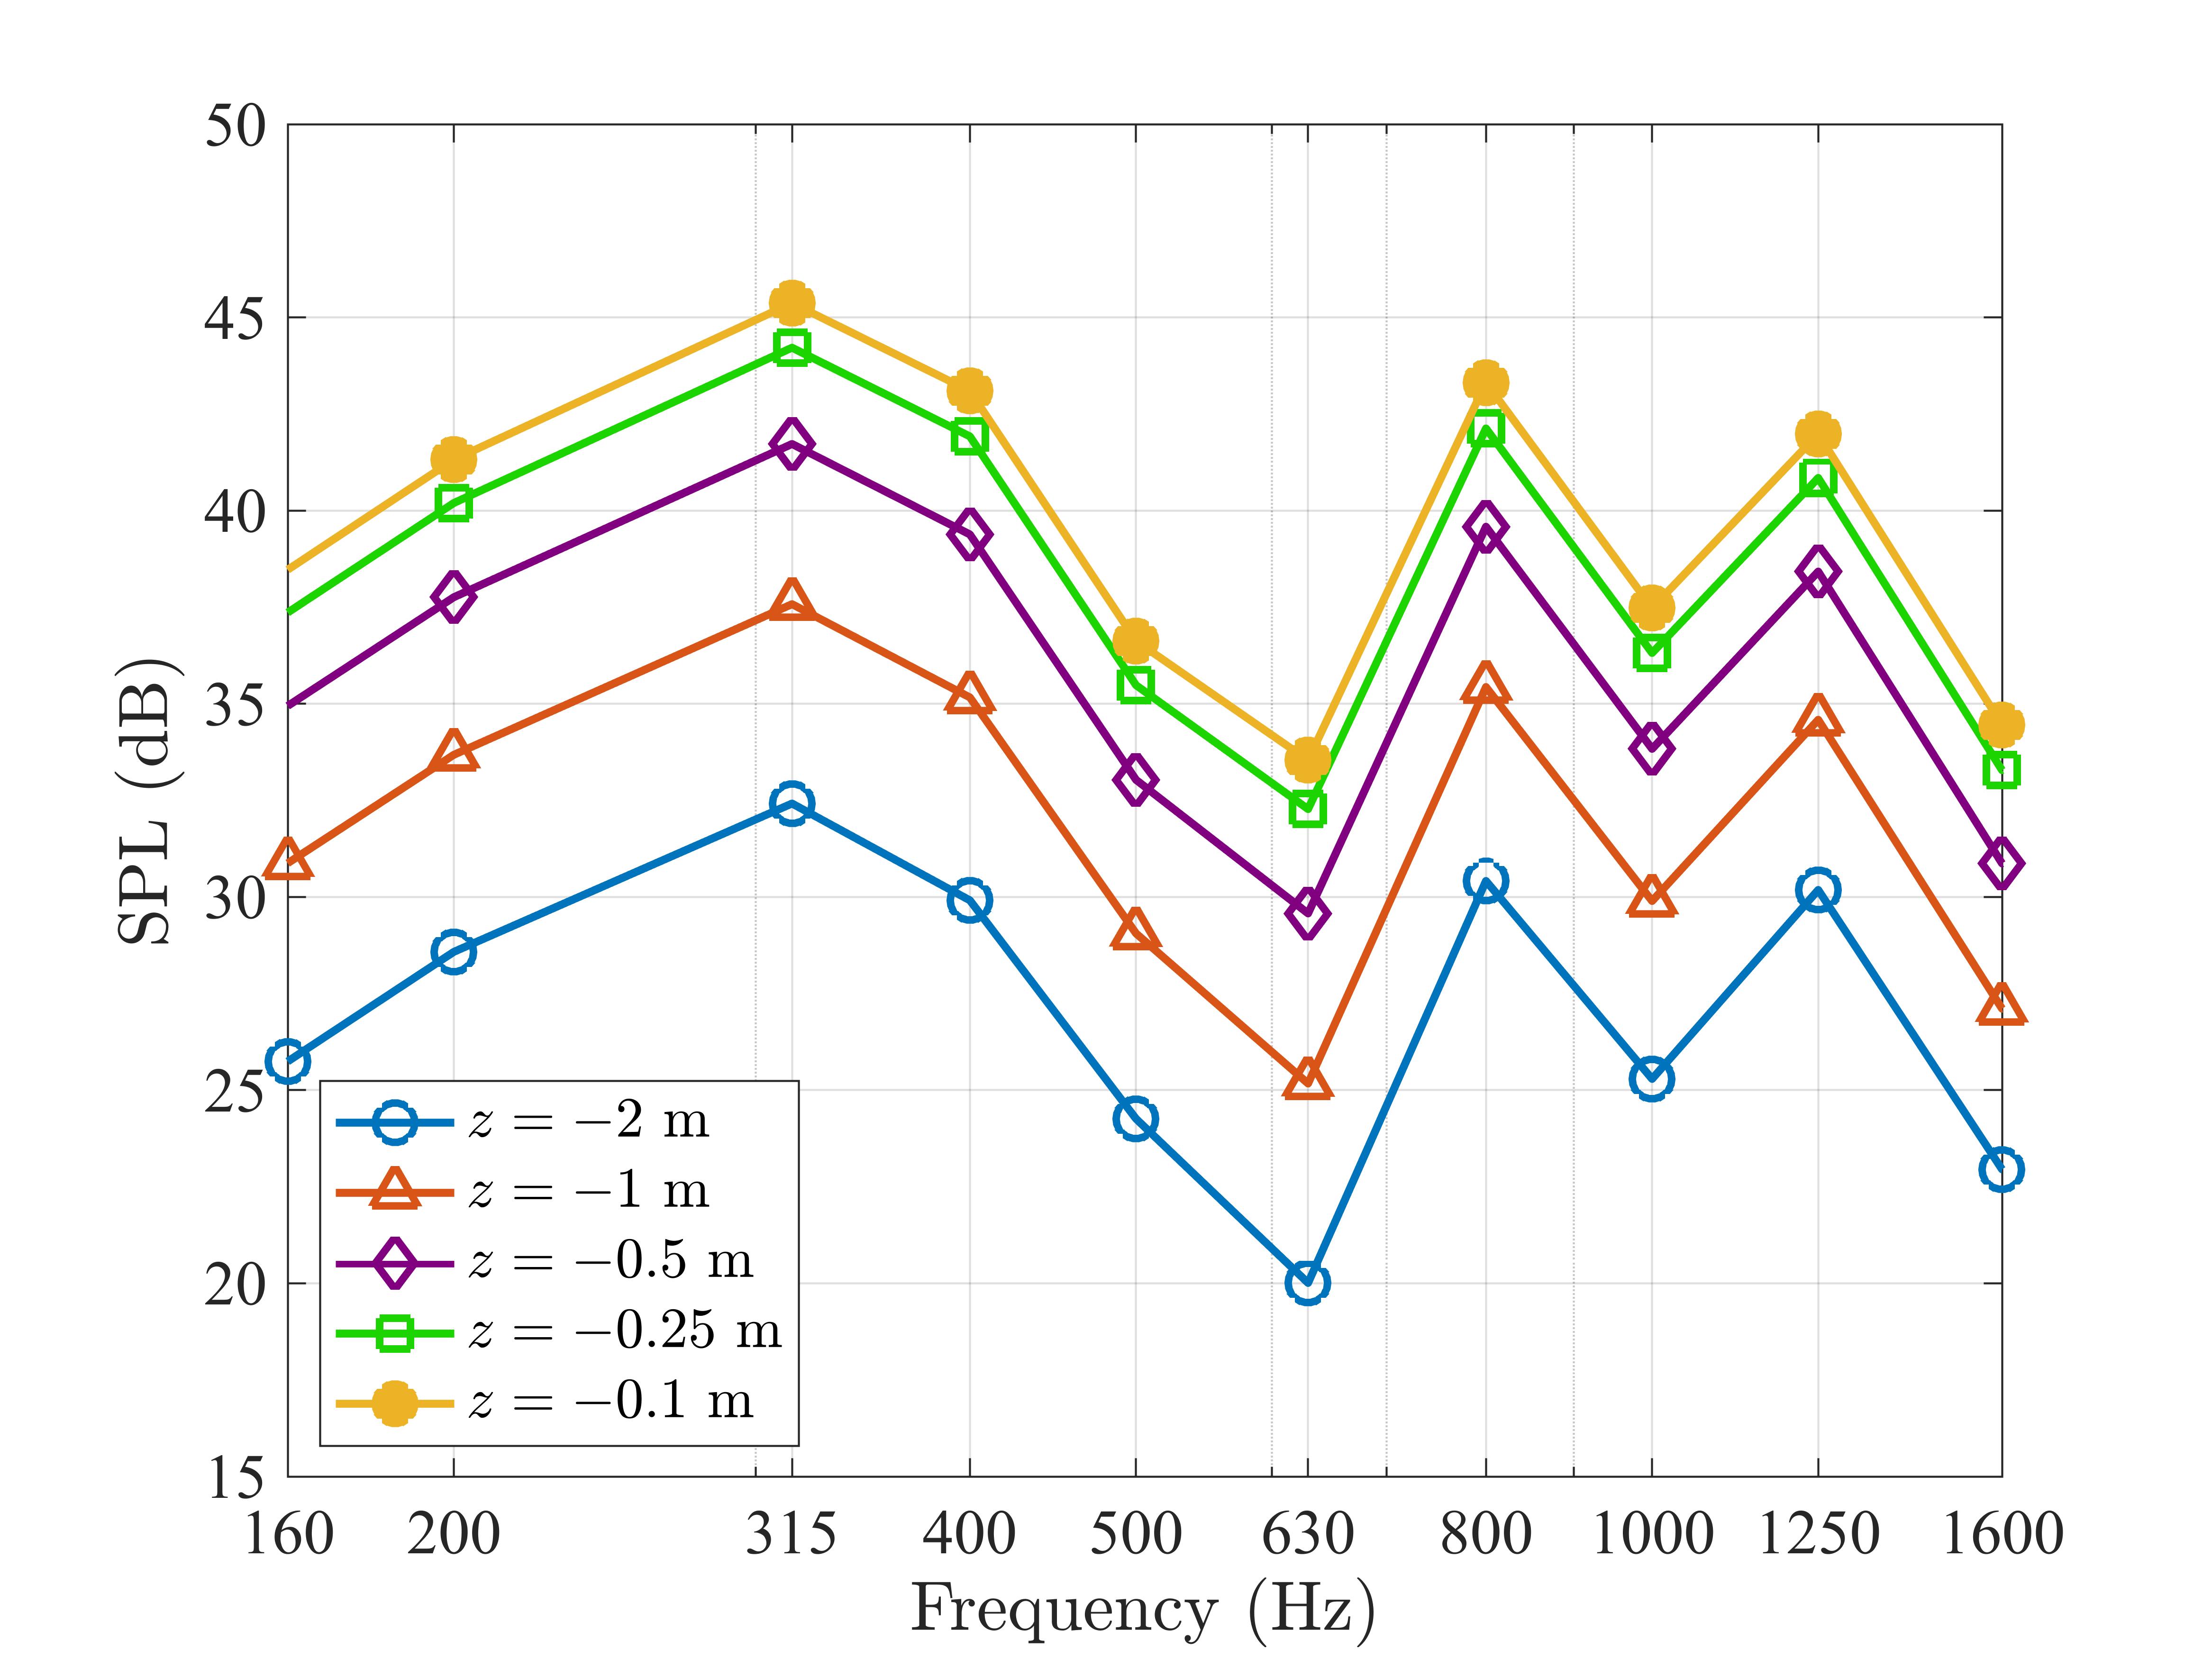 50
45
40
35
30
25
20
15
SPL (dB)
z = −2 m
z = −1 m
z = −0.5 m
z = −0.25 m
z = −0.1 m
160 200 315 400 500 630 800 1000 1250 1600
Frequency (Hz)